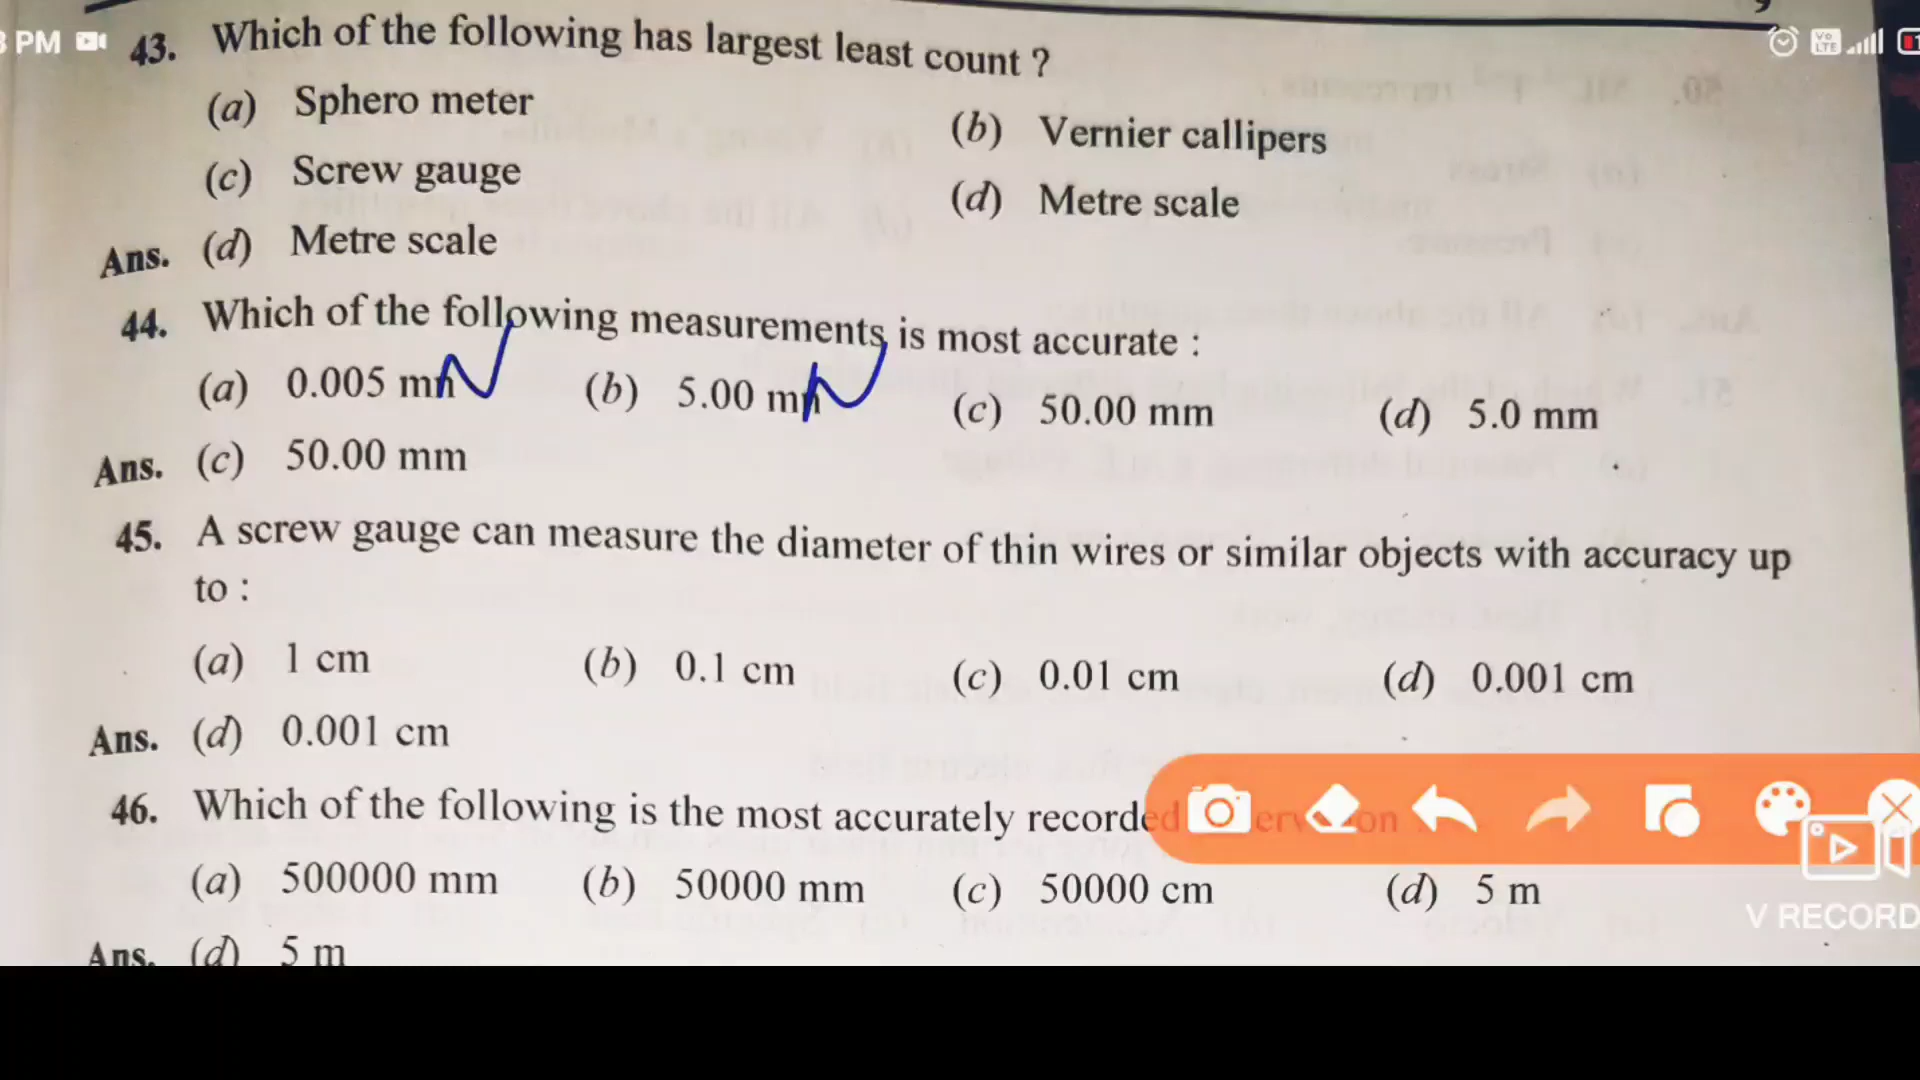 3 PM
43. Which of the following has largest least count ?
(a) Sphero meter (b) Vernier callipers
(c) Screw gauge (d) Metre scale
Ans. (d) Metre scale
44. Which of the following measurements is most accurate :
(a) 0.005 mm (b) 5.00 mm (c) 50.00 mm (d) 5.0 mm
Ans. (c) 50.00 mm
45. A screw gauge can measure the diameter of thin wires or similar objects with accuracy up
to :
(a) 1 cm (b) 0.1 cm (c) 0.01 cm (d) 0.001 cm
Ans. (d) 0.001 cm
46. Which of the following is the most accurately recorded
(a) 500000 mm (b) 50000 mm (c) 50000 cm (d) 5 m
V RECORD
Ans. (d) 5 m